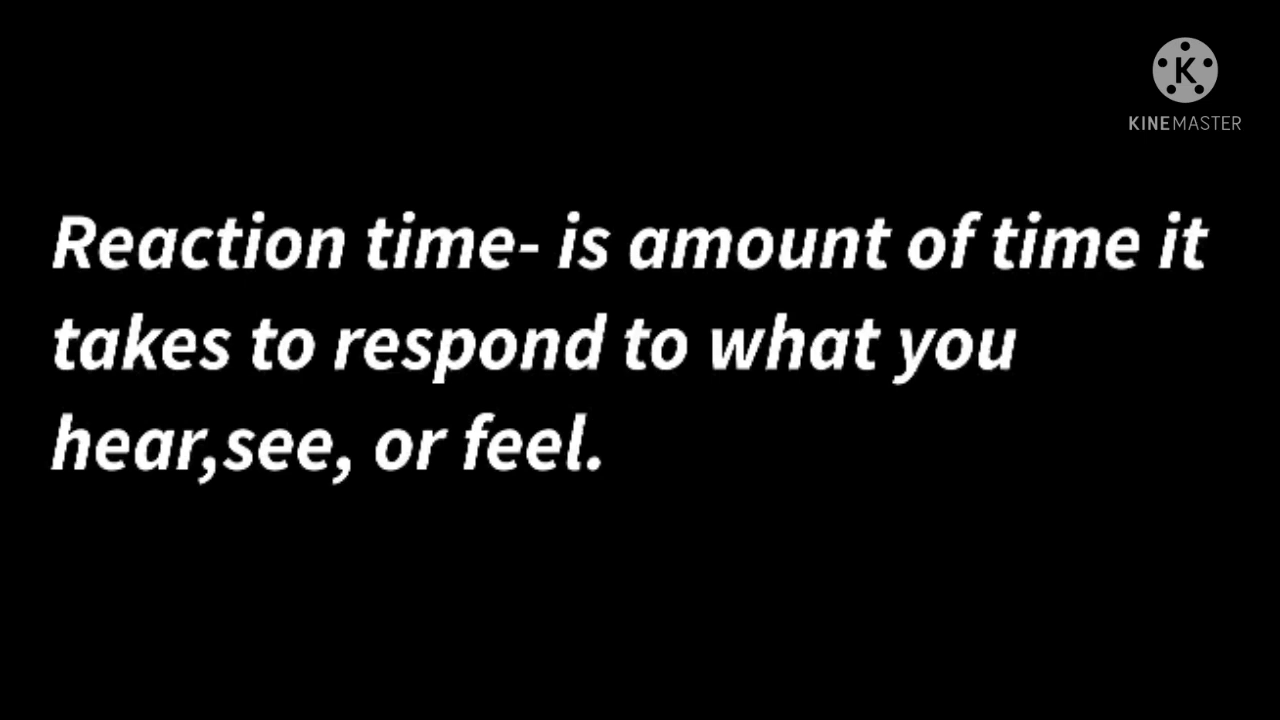 K
KINEMASTER
Reaction time- is amount of time it
takes to respond to what you
hear,see, or feel.